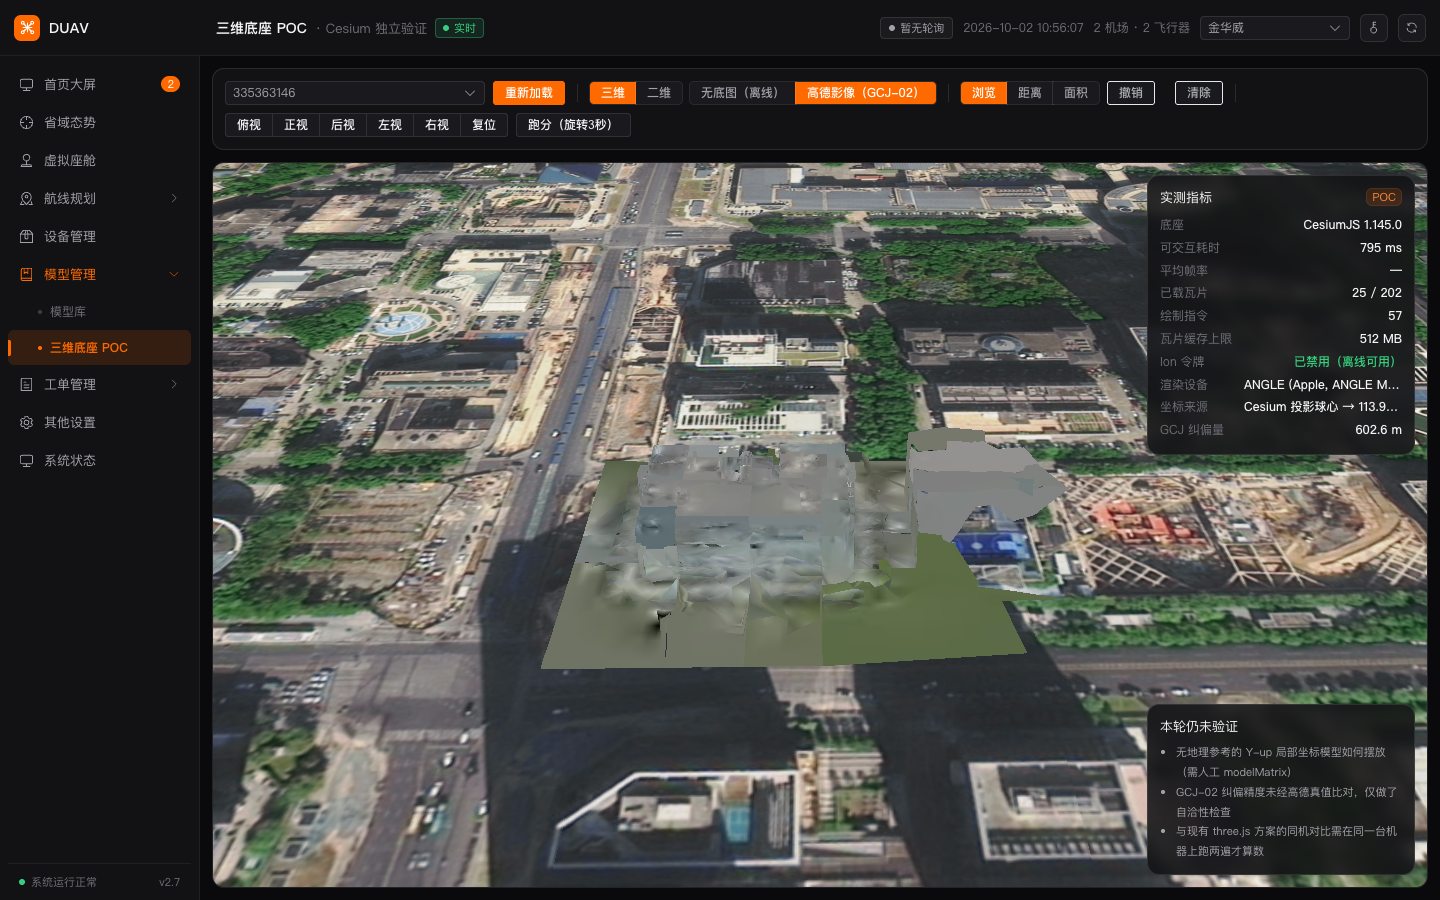 DUAV
三维底座 POC · Cesium 独立验证 实时
暂无轮询 2026-10-02 10:56:07 2 机场 · 2 飞行器 金华威
首页大屏 2
省域态势
虚拟座舱
航线规划
设备管理
模型管理
模型库
三维底座 POC
工单管理
其他设置
系统状态
系统运行正常 v2.7
335363146 重新加载 三维 二维 无底图（离线） 高德影像（GCJ-02） 浏览 距离 面积 撤销 清除
俯视 正视 后视 左视 右视 复位 跑分（旋转3秒）
实测指标 POC
底座 CesiumJS 1.145.0
可交互耗时 795 ms
平均帧率 —
已载瓦片 25 / 202
绘制指令 57
瓦片缓存上限 512 MB
Ion 令牌 已禁用（离线可用）
渲染设备 ANGLE (Apple, ANGLE M...
坐标来源 Cesium 投影球心 → 113.9...
GCJ 纠偏量 602.6 m
本轮仍未验证
• 无地理参考的 Y-up 局部坐标模型如何摆放
（需人工 modelMatrix）
• GCJ-02 纠偏精度未经高德真值比对，仅做了
自洽性检查
• 与现有 three.js 方案的同机对比需在同一台机
器上跑两遍才算数